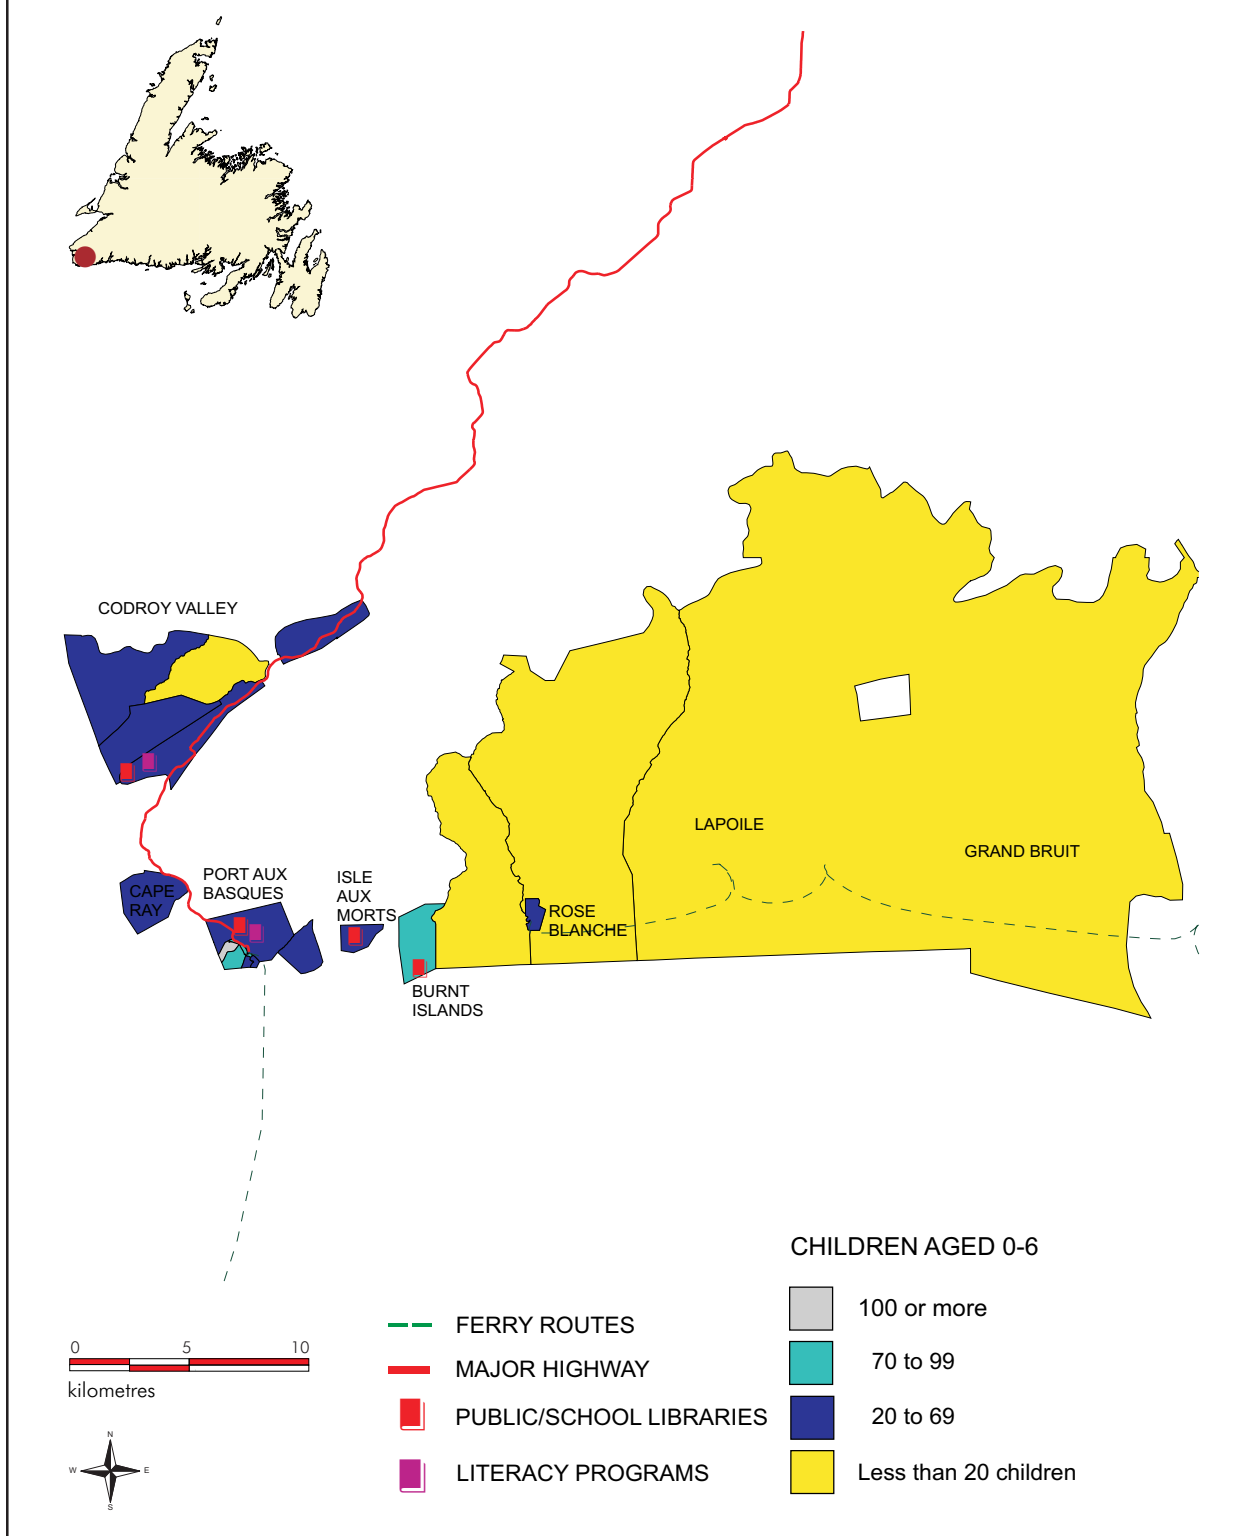 CODROY VALLEY
LAPOILE
GRAND BRUIT
CAPE
RAY
PORT AUX
BASQUES
ISLE
AUX
MORTS
ROSE
BLANCHE
BURNT
ISLANDS
CHILDREN AGED 0-6
100 or more
70 to 99
20 to 69
Less than 20 children
FERRY ROUTES
MAJOR HIGHWAY
PUBLIC/SCHOOL LIBRARIES
LITERACY PROGRAMS
0 5 10
kilometres
N
W E
S